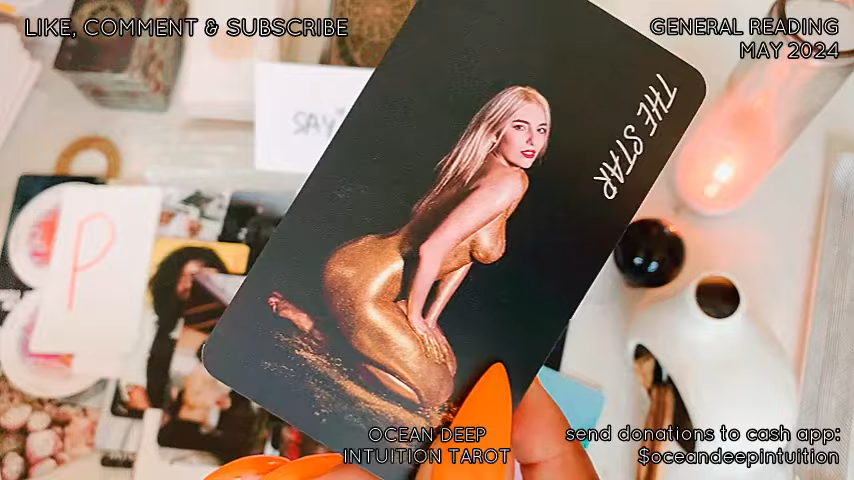 LIKE, COMMENT & SUBSCRIBE
GENERAL READING
MAY 2024
SAY
THE STAR
P
OCEAN DEEP
INTUITION TAROT
send donations to cash app:
$oceandeepintuition